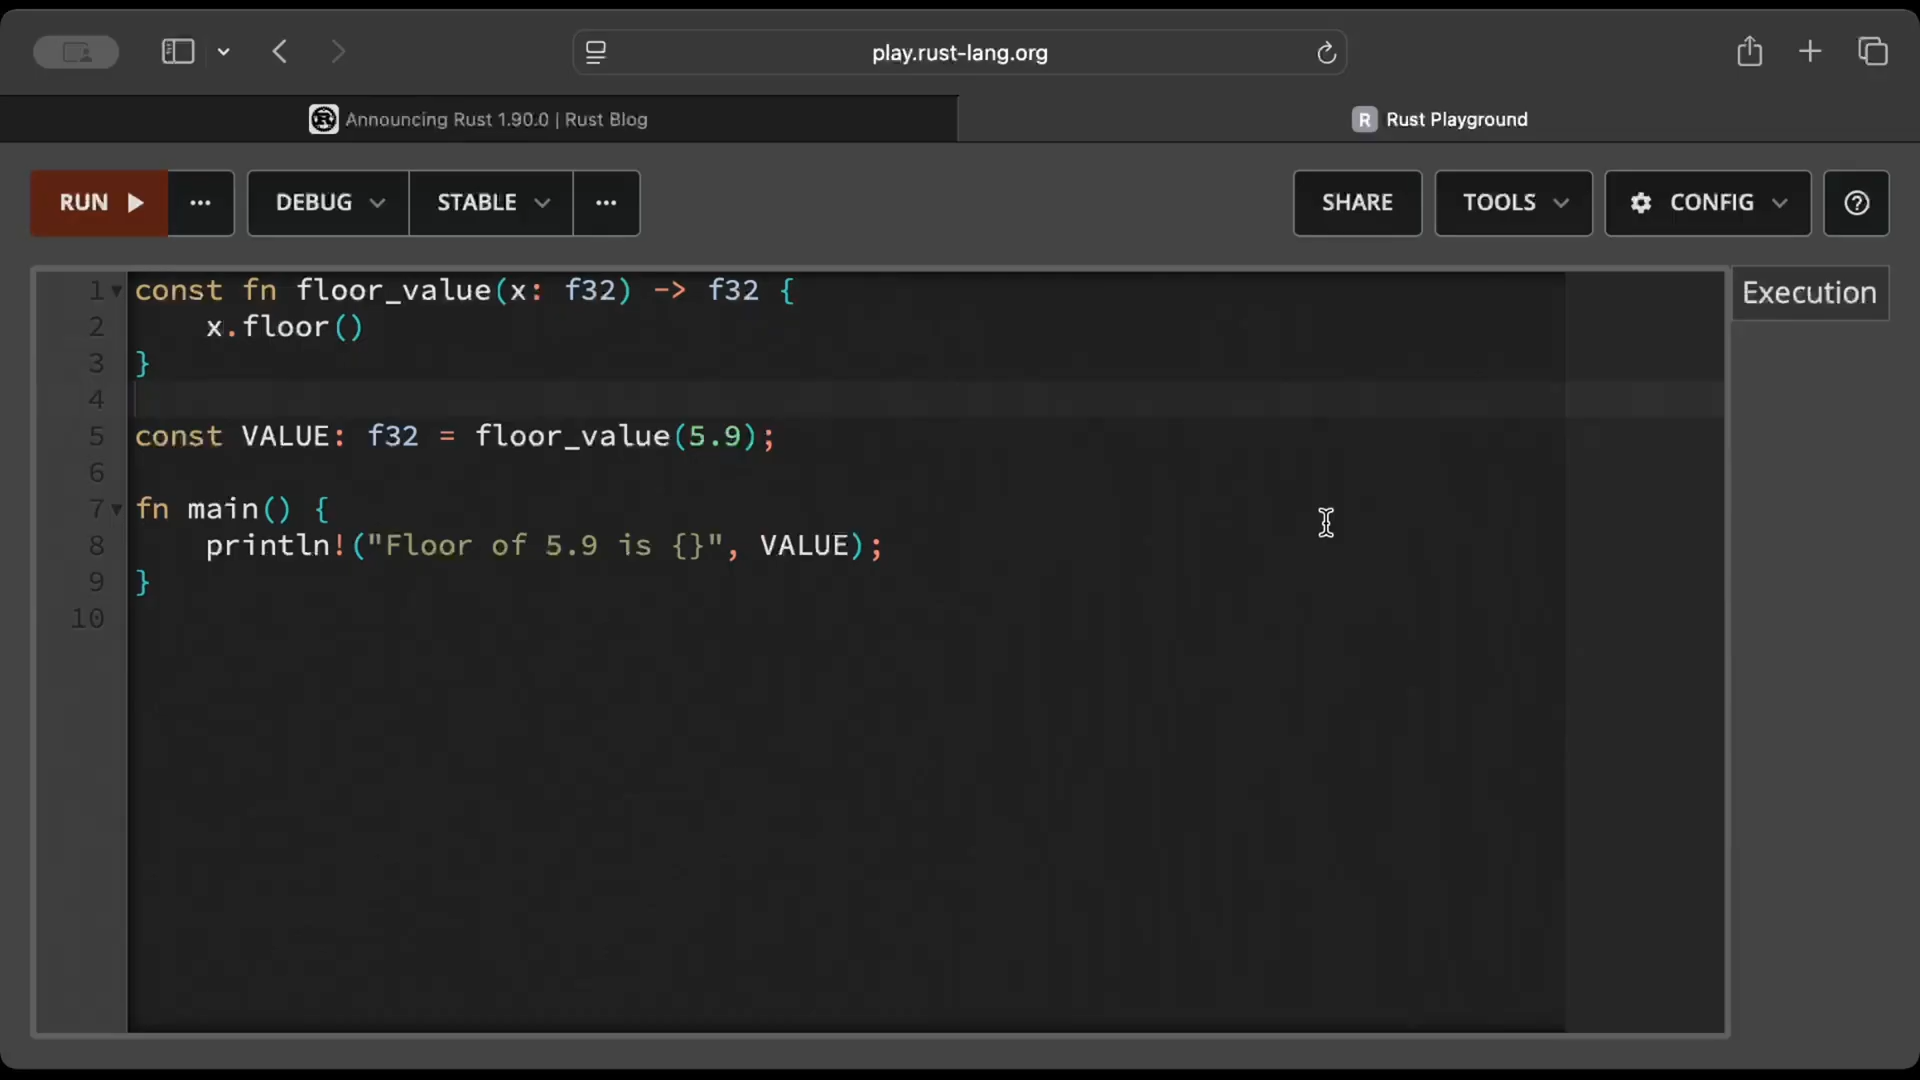 play.rust-lang.org
Announcing Rust 1.90.0 | Rust Blog
R Rust Playground
RUN ... DEBUG STABLE ... SHARE TOOLS CONFIG ?
1 const fn floor_value(x: f32) -> f32 {
2     x.floor()
3 }
4
5 const VALUE: f32 = floor_value(5.9);
6
7 fn main() {
8     println!("Floor of 5.9 is {}", VALUE);
9 }
10
Execution